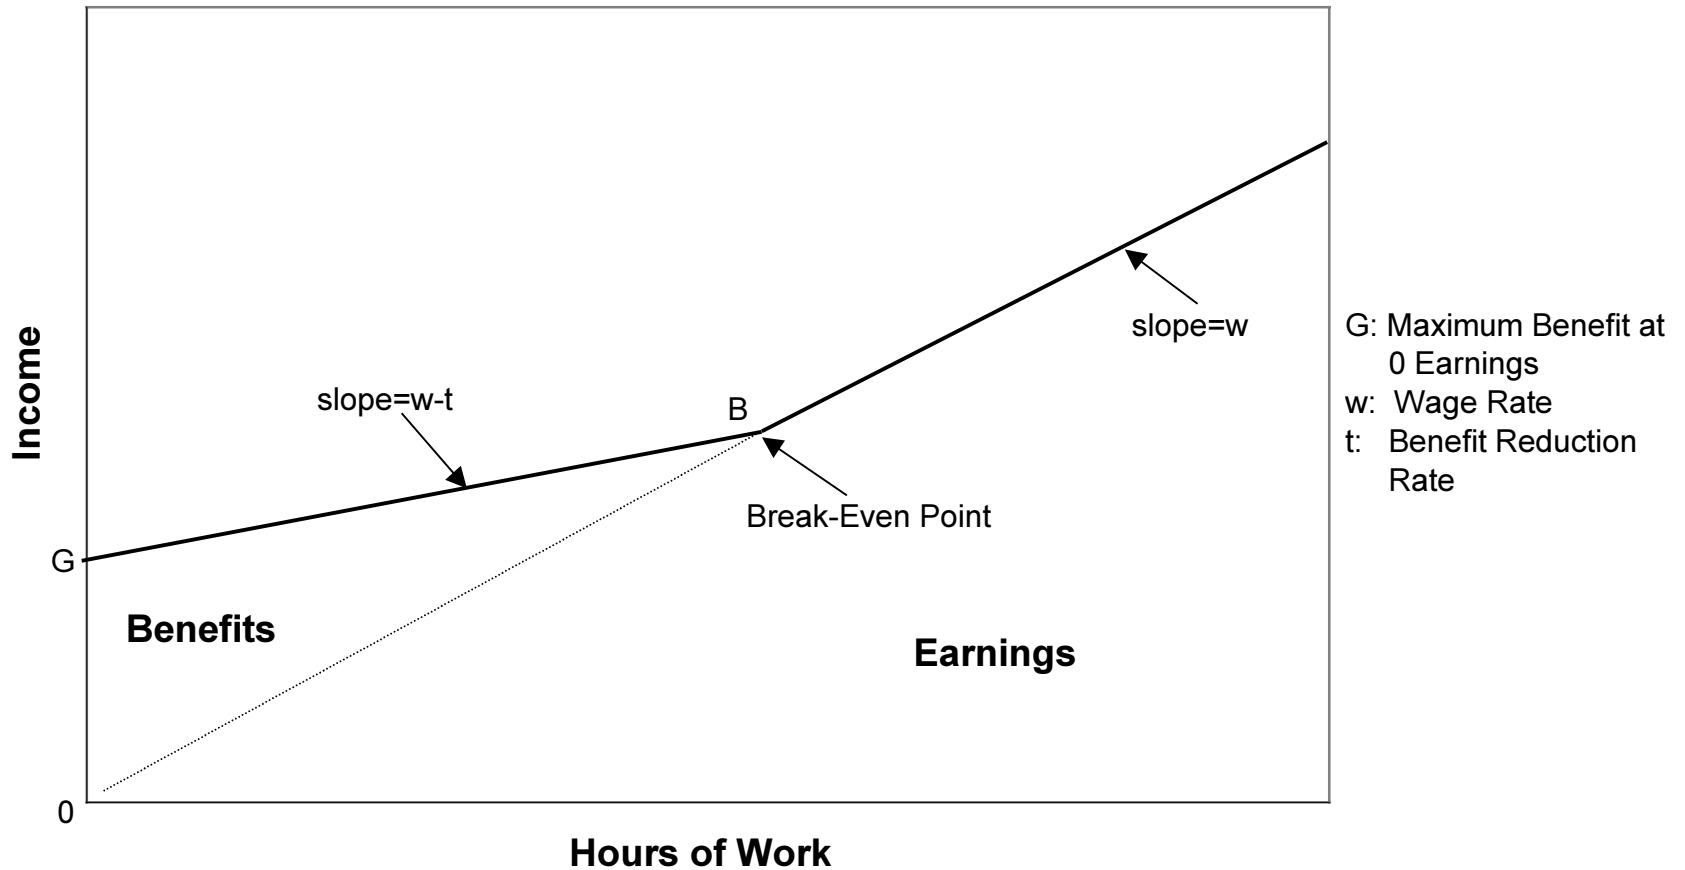 slope=w
G: Maximum Benefit at
0 Earnings
w: Wage Rate
t: Benefit Reduction
Rate
Income
slope=w-t
B
Break-Even Point
G
Benefits
Earnings
0
Hours of Work